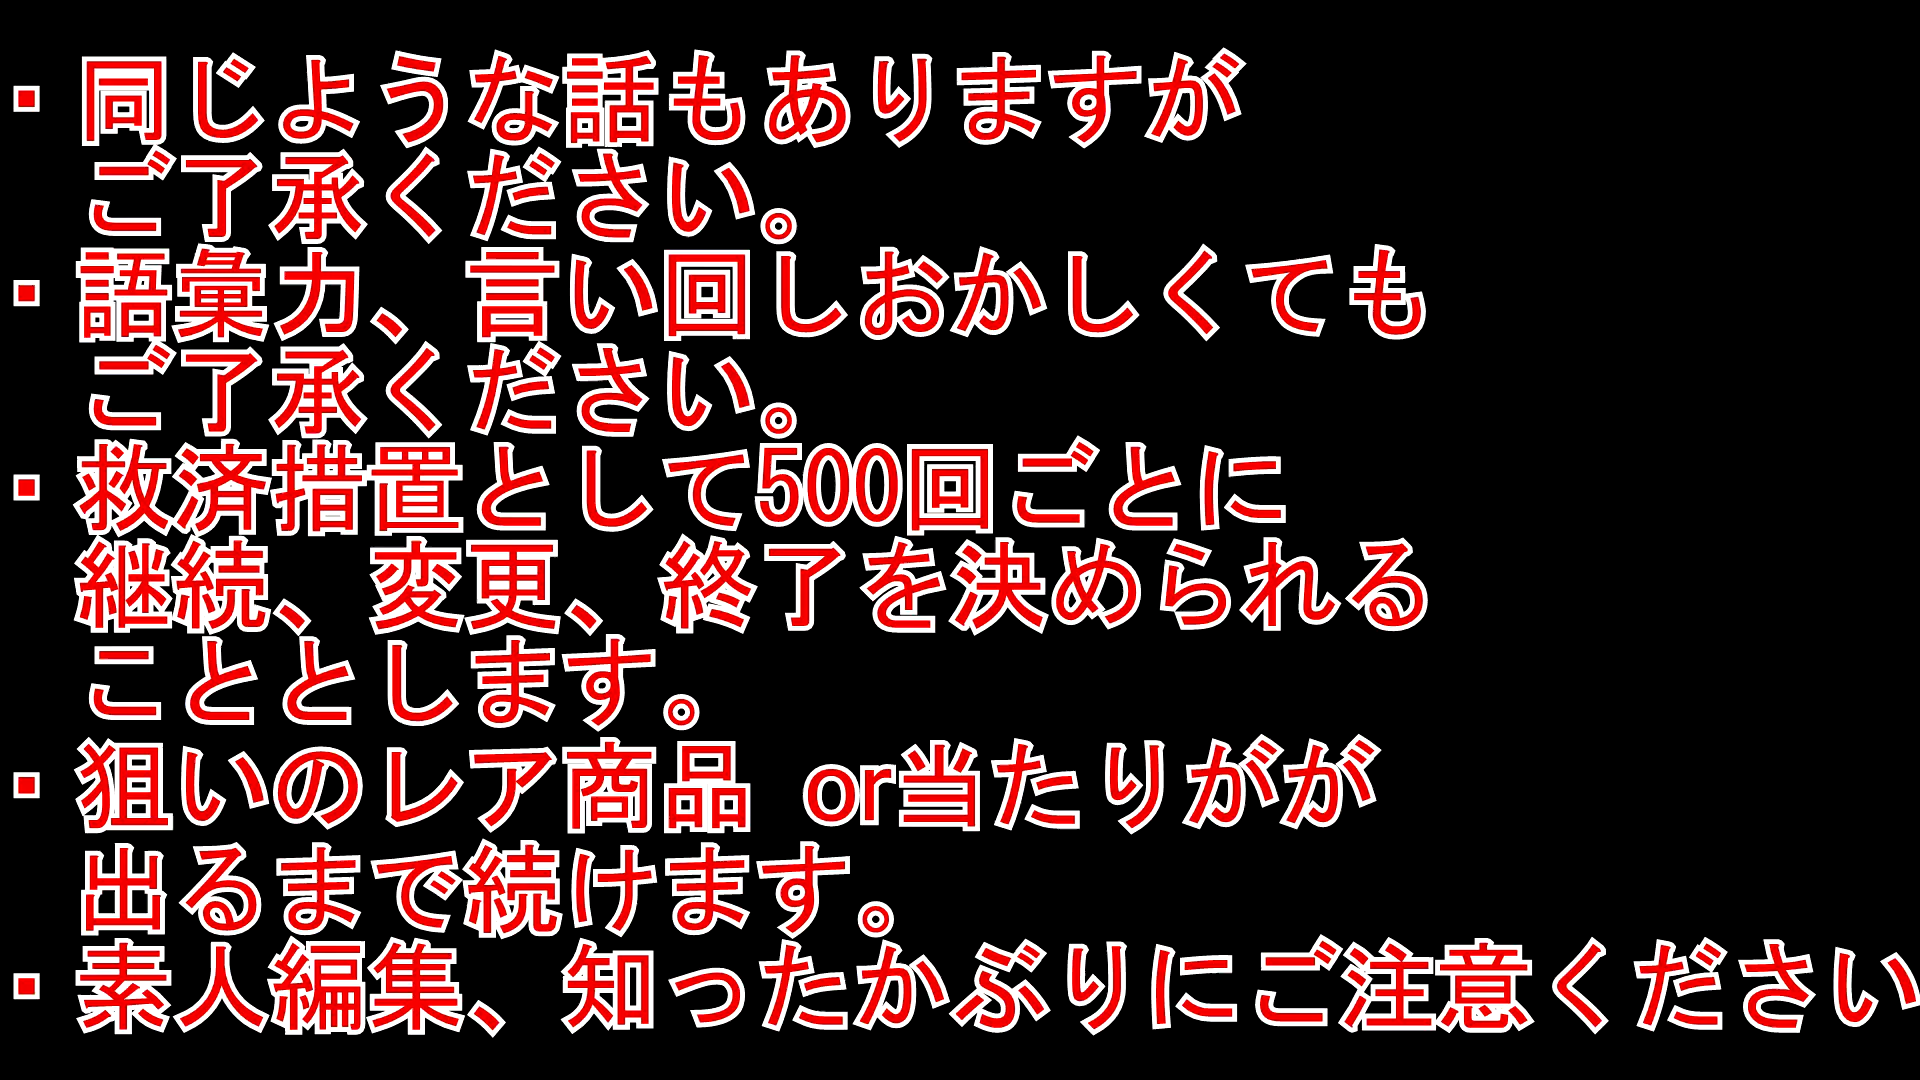 ・同じような話もありますが
ご了承ください。
・語彙力、言い回しおかしくても
ご了承ください。
・救済措置として500回ごとに
継続、変更、終了を決められる
こととします。
・狙いのレア商品 or当たりがが
出るまで続けます。
・素人編集、知ったかぶりにご注意ください